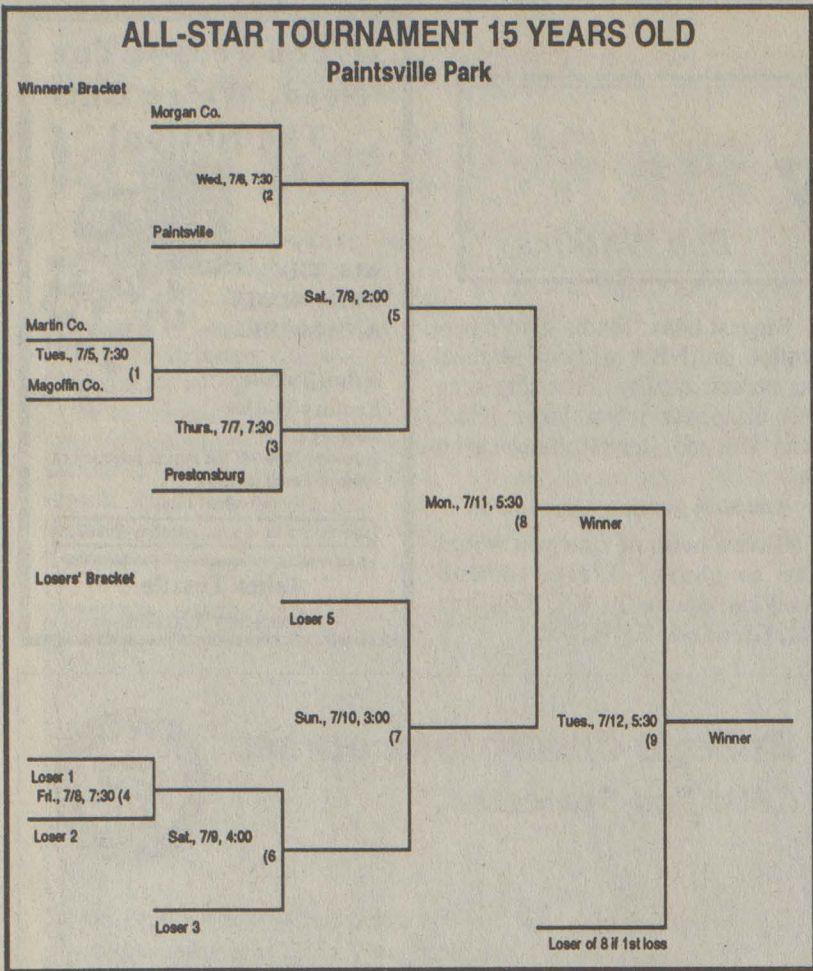 ALL-STAR TOURNAMENT 15 YEARS OLD
Paintsville Park
Winners' Bracket
Morgan Co.
Wed., 7/6, 7:30
(2
Paintsville
Sat., 7/9, 2:00
(5
Martin Co.
Tues., 7/5, 7:30
(1
Magoffin Co.
Thurs., 7/7, 7:30
(3
Prestonsburg
Mon., 7/11, 5:30
(8
Winner
Losers' Bracket
Loser 5
Sun., 7/10, 3:00
(7
Tues., 7/12, 5:30
(9
Winner
Loser 1
Fri., 7/8, 7:30 (4
Loser 2
Sat., 7/9, 4:00
(6
Loser 3
Loser of 8 if 1st loss